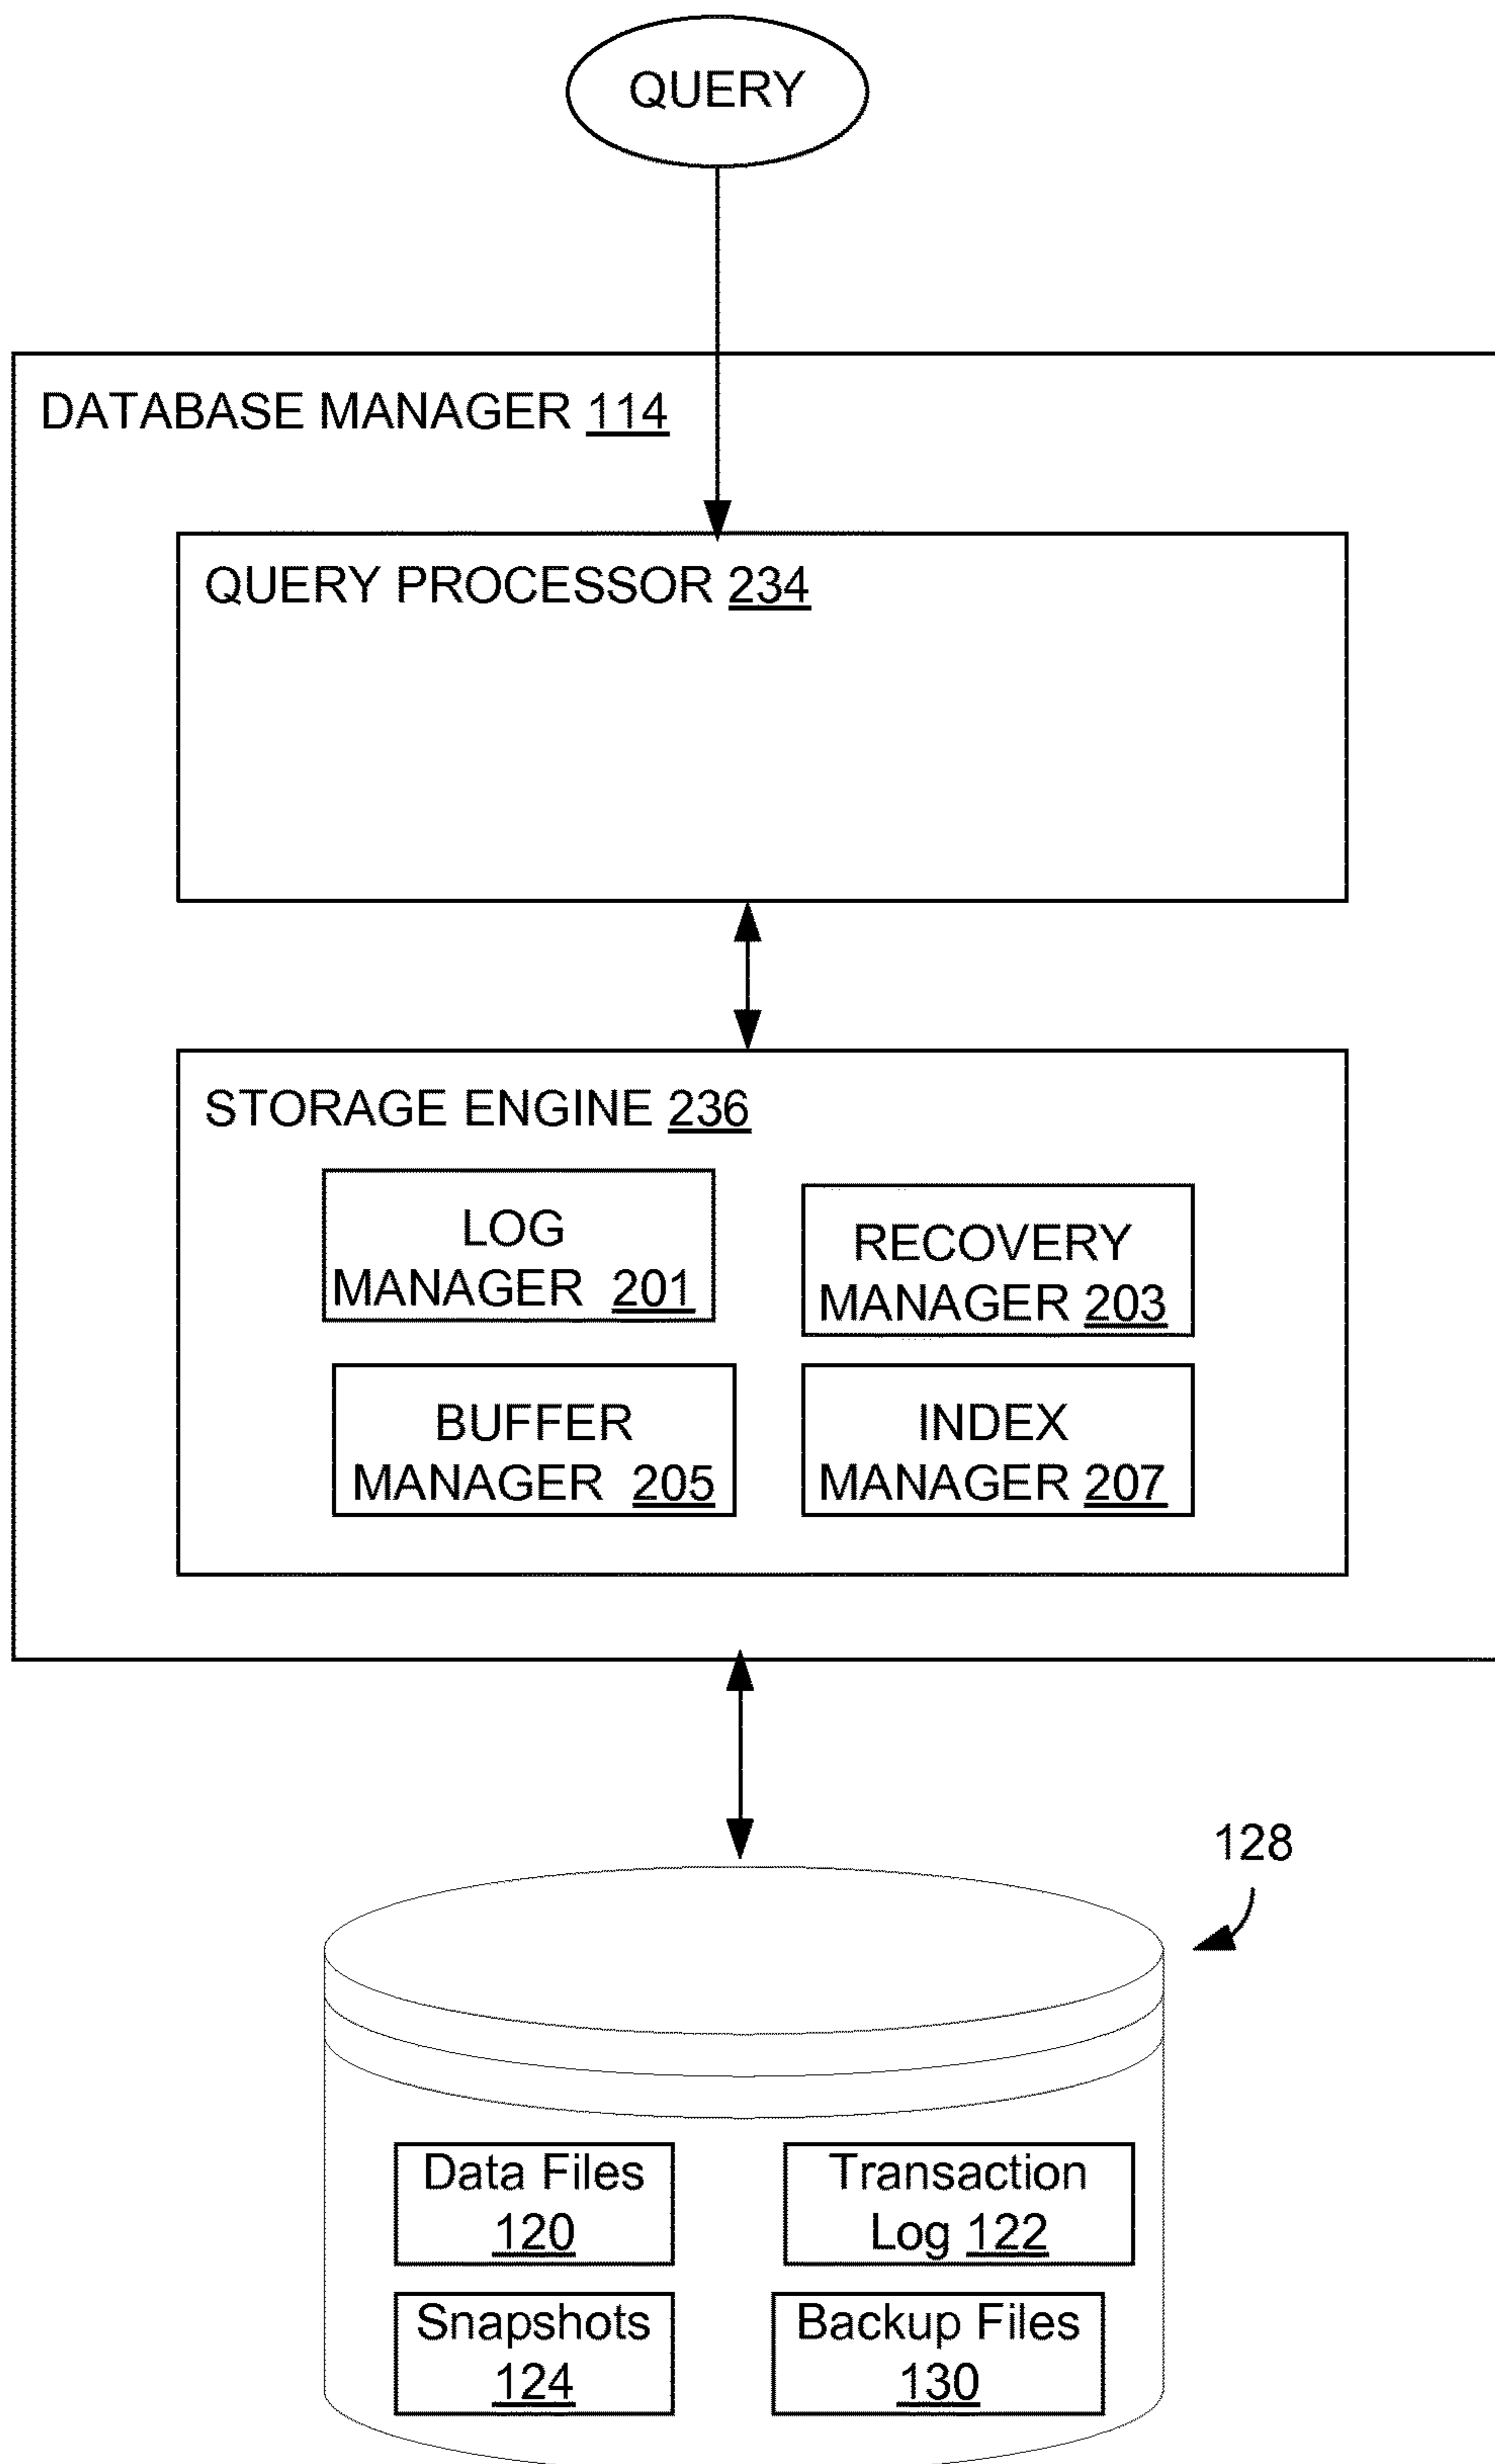 QUERY
DATABASE MANAGER 114
QUERY PROCESSOR 234
STORAGE ENGINE 236
LOG
MANAGER 201
RECOVERY
MANAGER 203
BUFFER
MANAGER 205
INDEX
MANAGER 207
128
Data Files
120
Transaction
Log 122
Snapshots
124
Backup Files
130